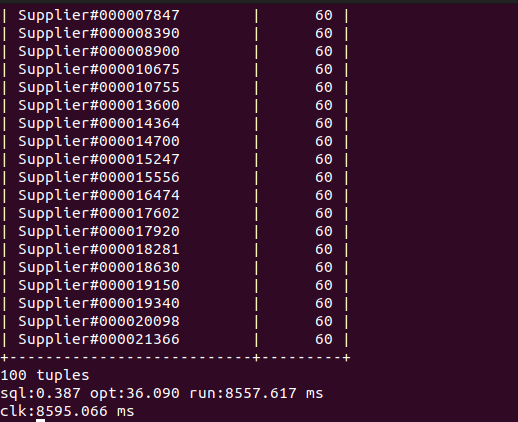 | Supplier#000007847         |      60 |
| Supplier#000008390         |      60 |
| Supplier#000008900         |      60 |
| Supplier#000010675         |      60 |
| Supplier#000010755         |      60 |
| Supplier#000013600         |      60 |
| Supplier#000014364         |      60 |
| Supplier#000014700         |      60 |
| Supplier#000015247         |      60 |
| Supplier#000015556         |      60 |
| Supplier#000016474         |      60 |
| Supplier#000017602         |      60 |
| Supplier#000017920         |      60 |
| Supplier#000018281         |      60 |
| Supplier#000018630         |      60 |
| Supplier#000019150         |      60 |
| Supplier#000019340         |      60 |
| Supplier#000020098         |      60 |
| Supplier#000021366         |      60 |
+---------------------------+---------+
100 tuples
sql:0.387 opt:36.090 run:8557.617 ms
clk:8595.066 ms